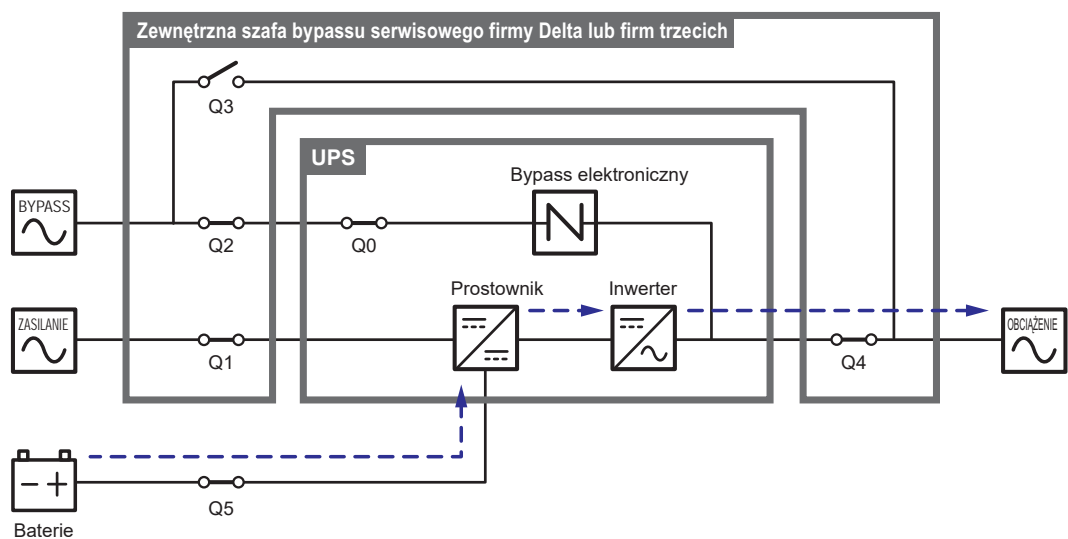 Zewnętrzna szafa bypassu serwisowego firmy Delta lub firm trzecich
Q3
UPS
Bypass elektroniczny
BYPASS
Q2
Q0
Prostownik
Inwerter
ZASILANIE
OBCIĄŻENIE
Q1
Q4
Q5
Baterie